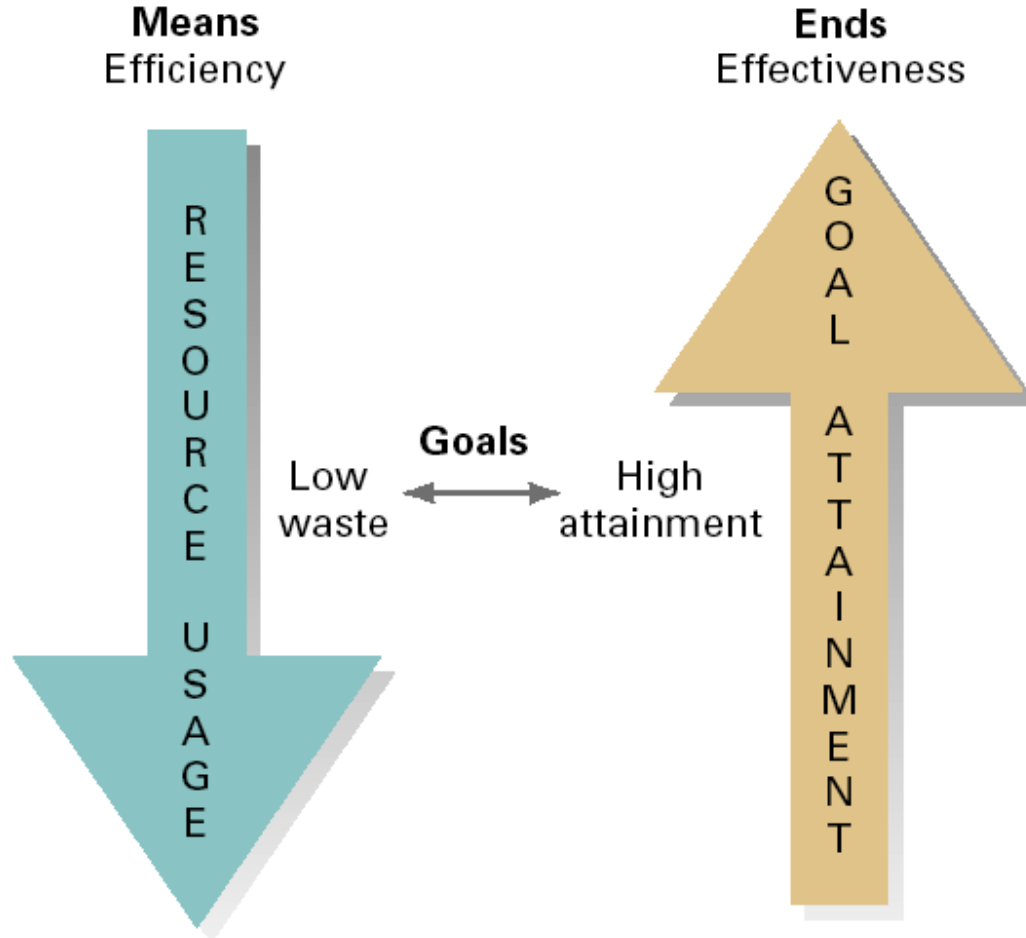 Means
Efficiency
Ends
Effectiveness
RESOURCE USAGE
Goals
Low
waste
High
attainment
GOAL ATTAINMENT